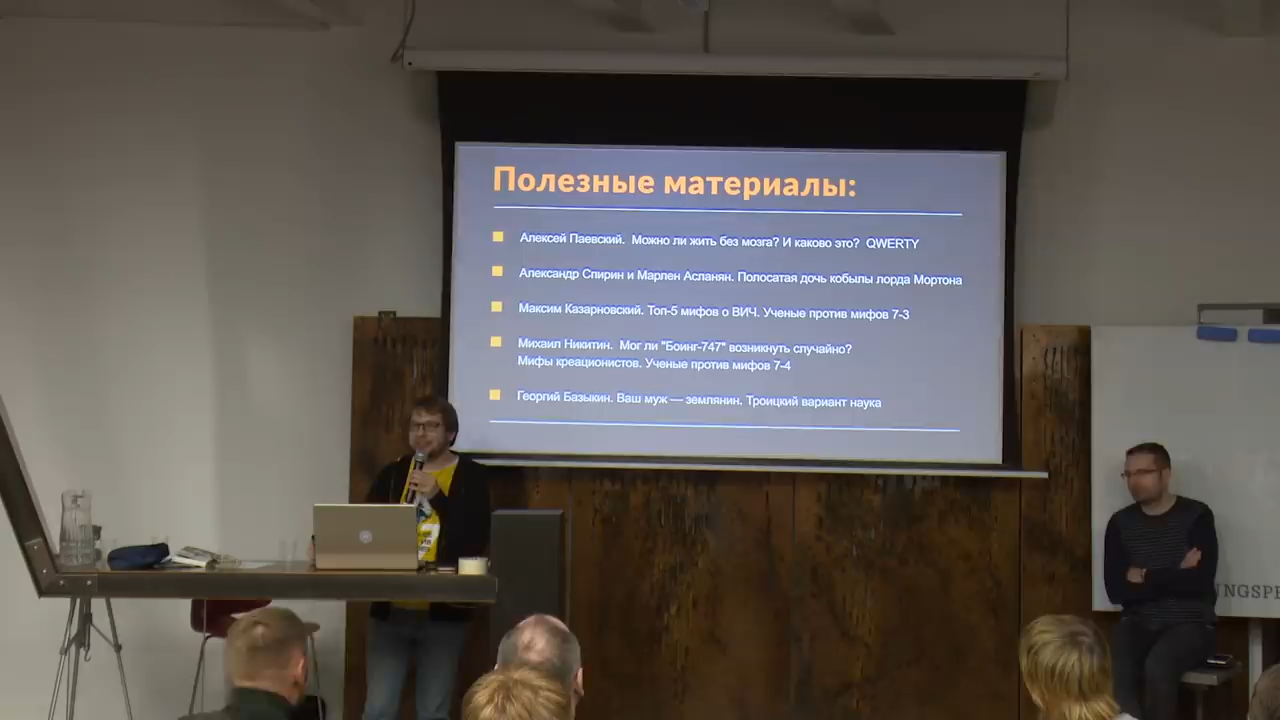 Полезные материалы:
Алексей Паевский. Можно ли жить без мозга? И каково это? QWERTY
Александр Спирин и Марлен Асланян. Полосатая дочь кобылы лорда Мортона
Максим Казарновский. Топ-5 мифов о ВИЧ. Ученые против мифов 7-3
Михаил Никитин. Мог ли "Боинг-747" возникнуть случайно?
Мифы креационистов. Ученые против мифов 7-4
Георгий Базыкин. Ваш муж — землянин. Троицкий вариант наука